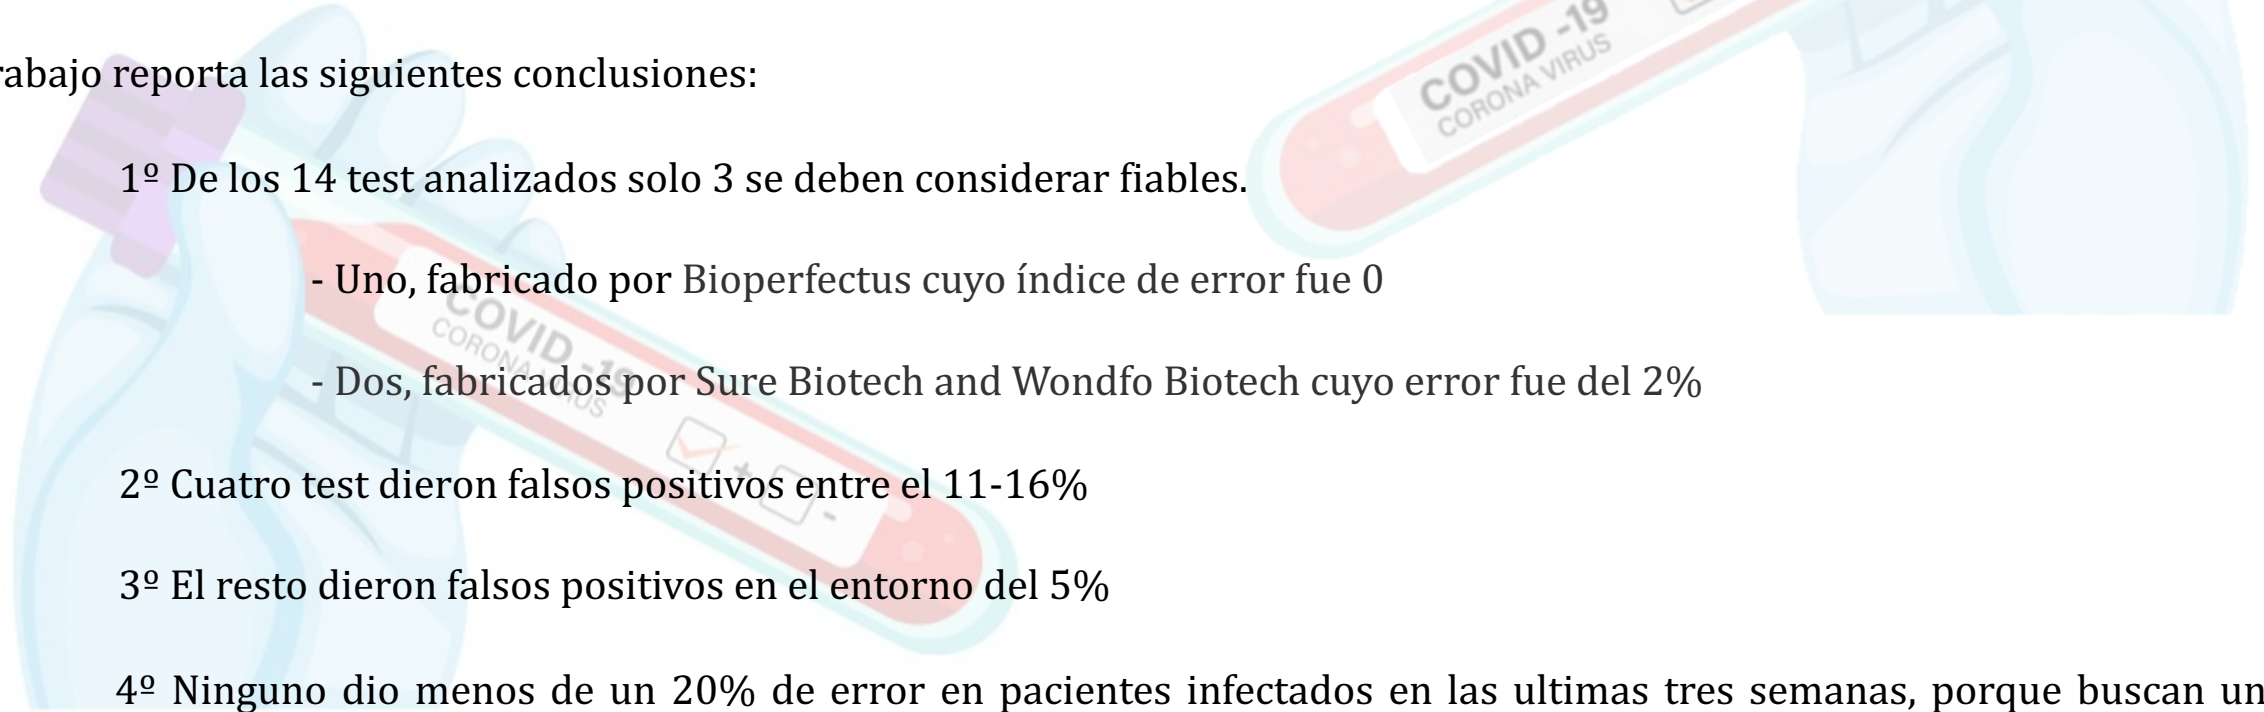 COVID -19
CORONA VIRUS
rabajo reporta las siguientes conclusiones:
1º De los 14 test analizados solo 3 se deben considerar fiables.
- Uno, fabricado por Bioperfectus cuyo índice de error fue 0
COVID -19
CORONA VIRUS
- Dos, fabricados por Sure Biotech and Wondfo Biotech cuyo error fue del 2%
+ -
2º Cuatro test dieron falsos positivos entre el 11-16%
3º El resto dieron falsos positivos en el entorno del 5%
4º Ninguno dio menos de un 20% de error en pacientes infectados en las ultimas tres semanas, porque buscan un